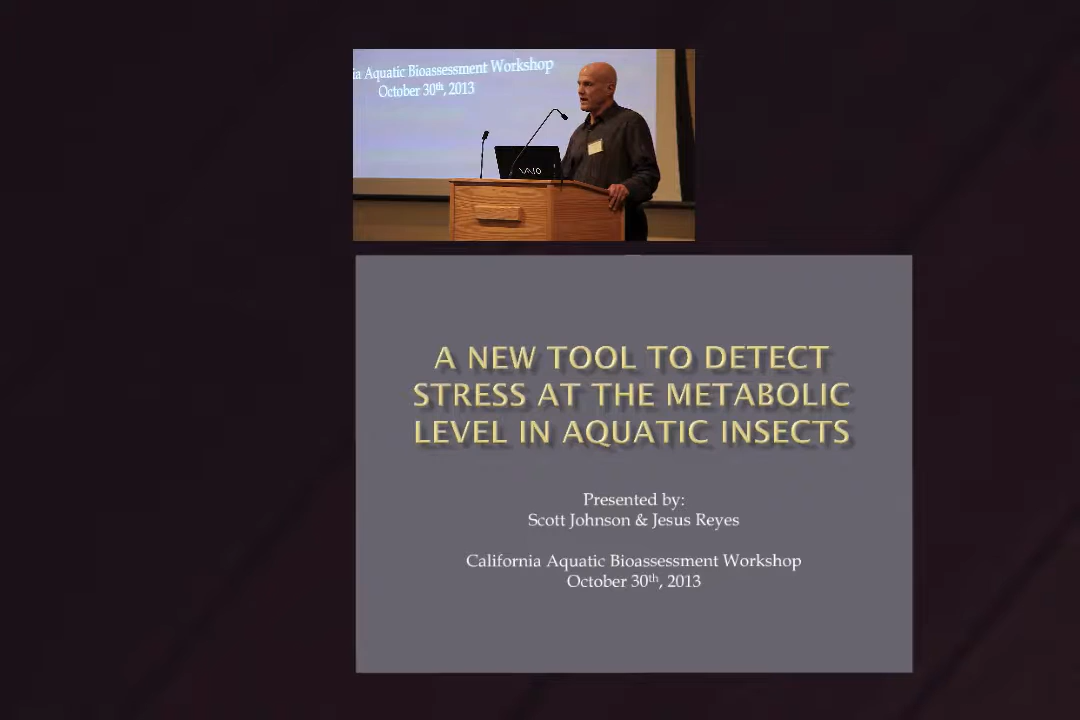 ia Aquatic Bioassessment Workshop
October 30th, 2013
VAIO
A NEW TOOL TO DETECT
STRESS AT THE METABOLIC
LEVEL IN AQUATIC INSECTS
Presented by:
Scott Johnson & Jesus Reyes
California Aquatic Bioassessment Workshop
October 30th, 2013